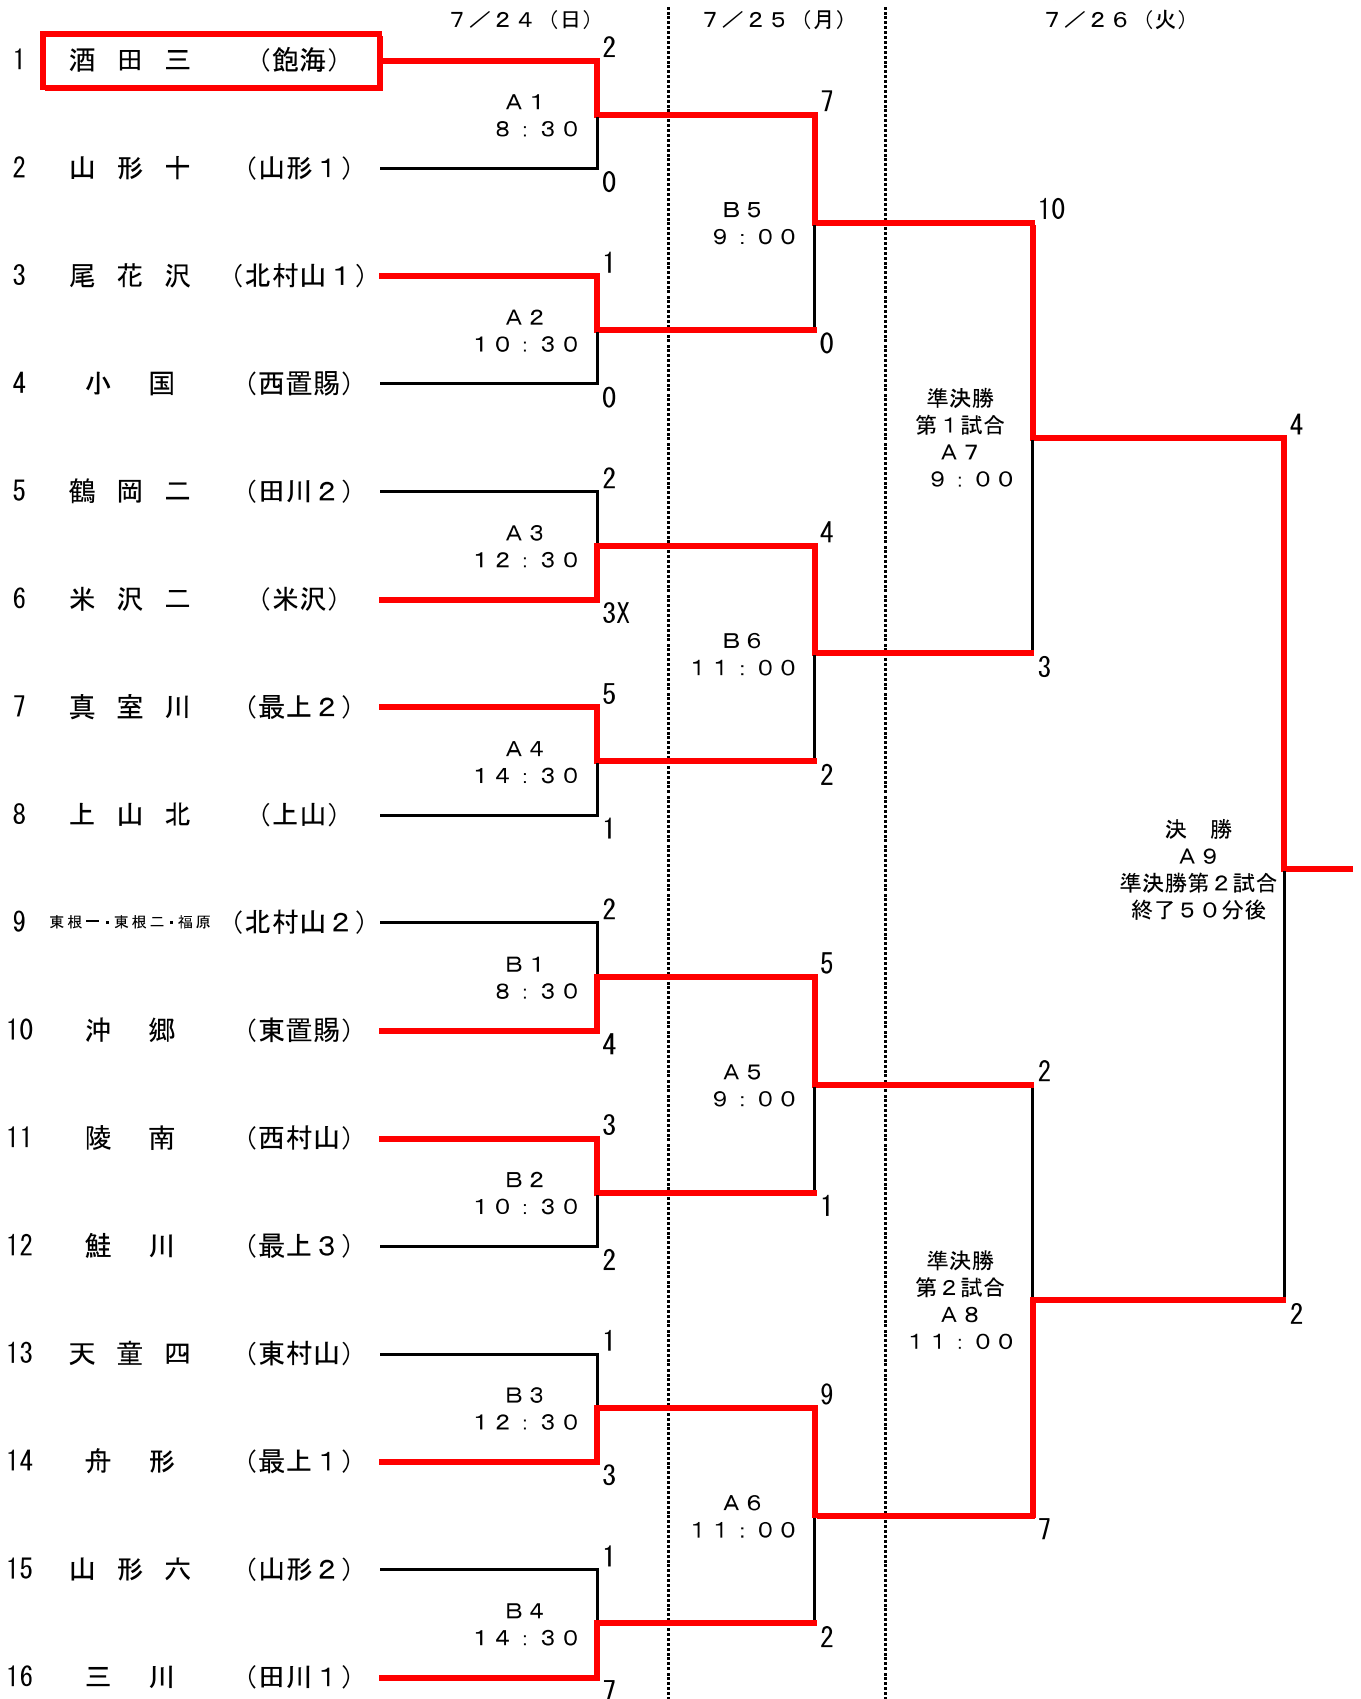 ７／２４（日） ７／２５（月） ７／２６（火）
1 酒田三 （飽海） 2
Ａ１
８：３０
7
2 山形十 （山形１） 0
Ｂ５
９：００
10
3 尾花沢 （北村山１） 1
Ａ２
１０：３０
0
4 小国 （西置賜） 0
準決勝
第１試合
Ａ７
９：００
4
5 鶴岡二 （田川２） 2
Ａ３
１２：３０
4
6 米沢二 （米沢） 3X
Ｂ６
１１：００
3
7 真室川 （最上２） 5
Ａ４
１４：３０
2
8 上山北 （上山） 1
決　勝
Ａ９
準決勝第２試合
終了５０分後
9 東根一・東根二・福原 （北村山２） 2
Ｂ１
８：３０
5
10 沖郷 （東置賜） 4
Ａ５
９：００
2
11 陵南 （西村山） 3
Ｂ２
１０：３０
1
12 鮭川 （最上３） 2
準決勝
第２試合
Ａ８
１１：００
2
13 天童四 （東村山） 1
Ｂ３
１２：３０
9
14 舟形 （最上１） 3
Ａ６
１１：００
7
15 山形六 （山形２） 1
Ｂ４
１４：３０
2
16 三川 （田川１） 7